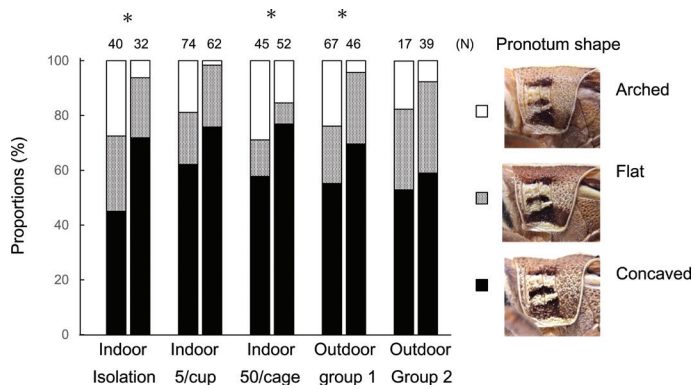 * * *
40 32 74 62 45 52 67 46 17 39 (N) Pronotum shape
100
80
60
40
20
0
Proportions (%)
Arched
Flat
Concaved
Indoor Indoor Indoor Outdoor Outdoor
Isolation 5/cup 50/cage group 1 Group 2